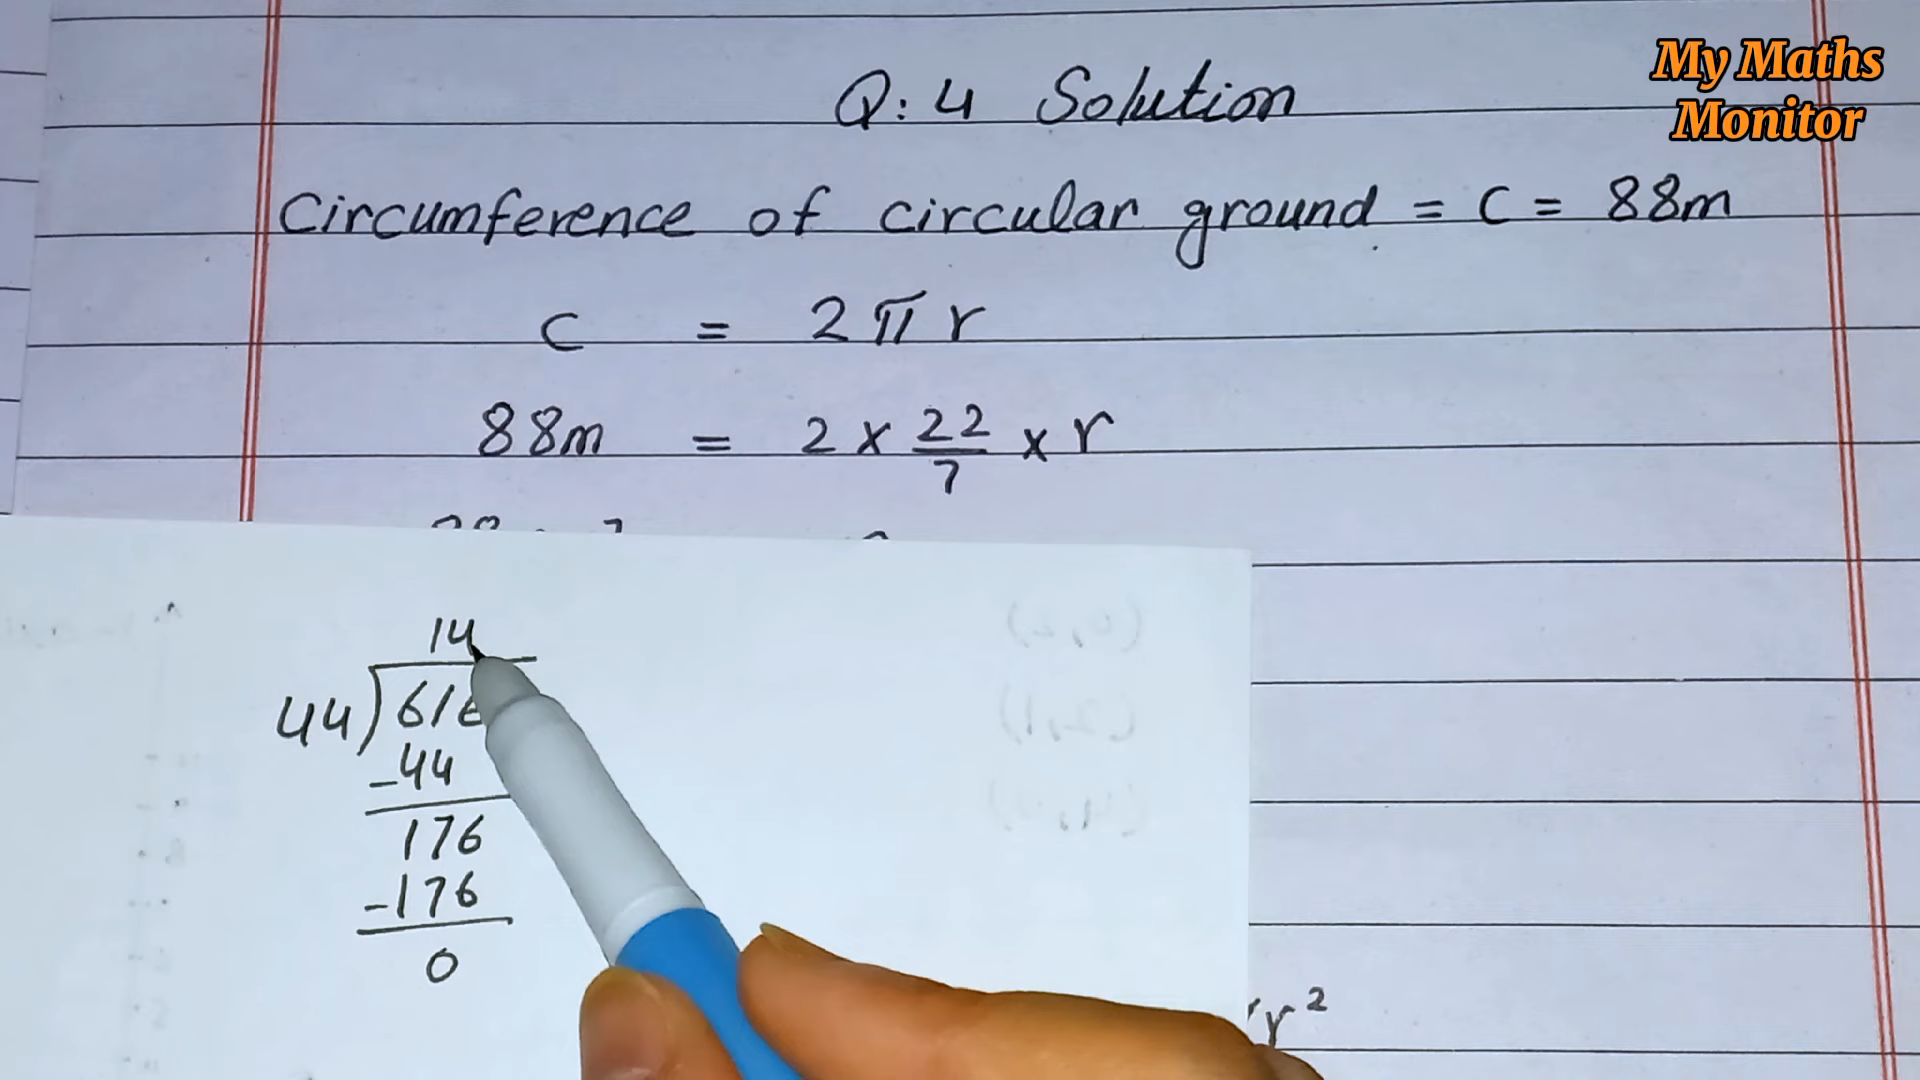 My Maths
Monitor
Q: 4 Solution
Circumference of circular ground = C = 88m
C = 2πr
88m = 2 × 22/7 × r
14
44 ) 616
-44
176
-176
0
r²